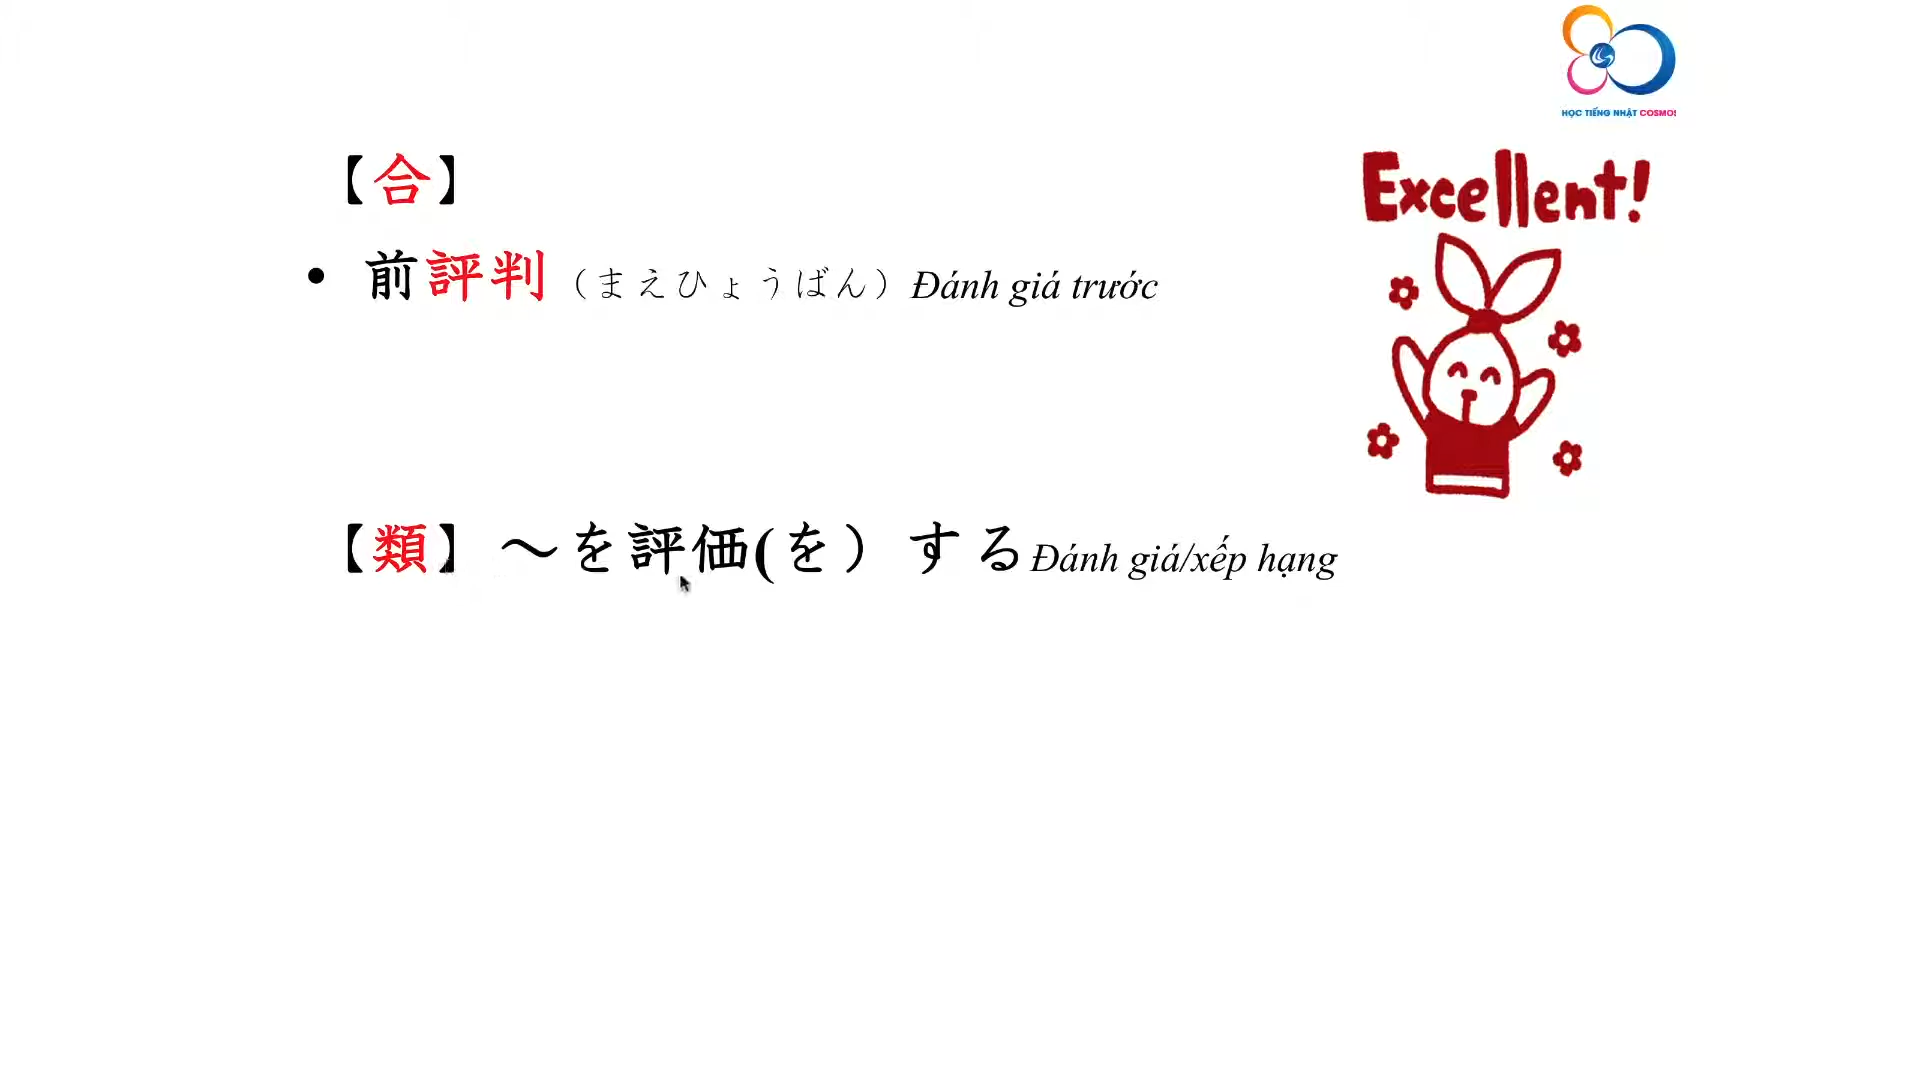 HỌC TIẾNG NHẬT COSMOS
Excellent!
【合】
• 前評判（まえひょうばん）Đánh giá trước
【類】 ～を評価(を）する Đánh giá/xếp hạng